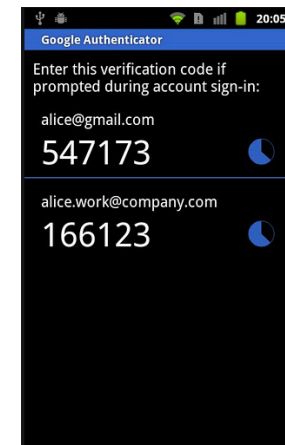 20:05
Google Authenticator
Enter this verification code if
prompted during account sign-in:
alice@gmail.com
547173
alice.work@company.com
166123